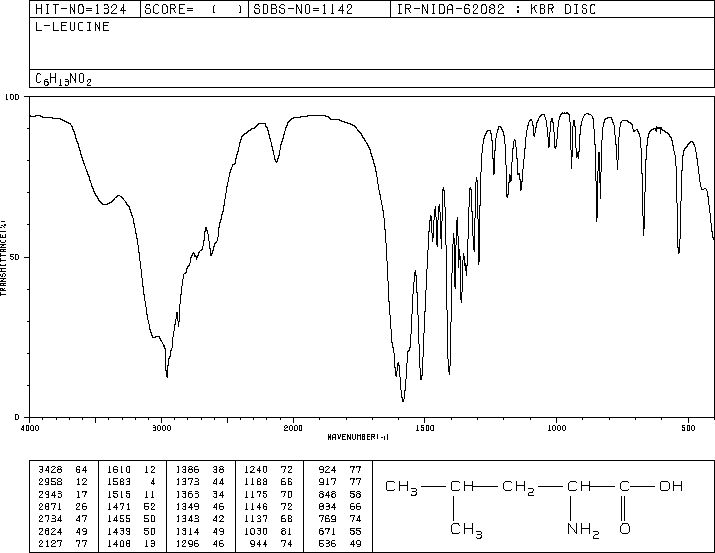 HIT-NO=1324 SCORE= ( ) SDBS-NO=1142 IR-NIDA-62082 : KBR DISC
L-LEUCINE
C6H13NO2
100
50
0
TRANSMITTANCE(%)
4000 3000 2000 1500 1000 500
WAVENUMBER(-1)
3428 64 1610 12 1386 38 1240 72 924 77
2958 12 1583 4 1373 44 1188 66 917 77
2943 17 1515 11 1363 34 1175 70 848 58
2871 26 1471 52 1349 46 1146 72 834 66
2734 47 1455 50 1343 42 1137 68 769 74
2624 49 1439 50 1314 49 1030 81 671 55
2127 77 1408 13 1296 46 944 74 536 49
CH3 CH CH2 CH C OH
CH3 NH2 O